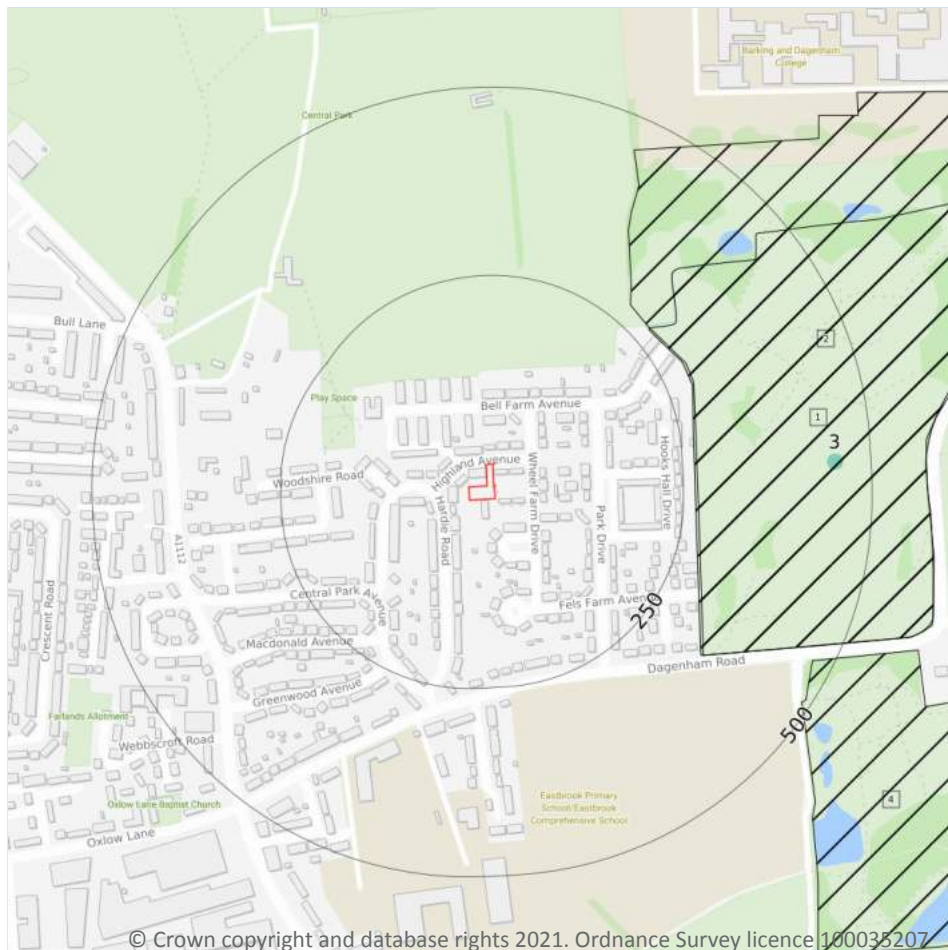 Barking and Dagenham
College
Central Park
Bull Lane
2
Play Space
Bell Farm Avenue
1
3
Highland Avenue
Woodshire Road
Wheel Farm Drive
Hooks Hall Drive
Hardie Road
Park Drive
A1112
Crescent Road
Central Park Avenue
Fels Farm Avenue
250
Macdonald Avenue
Dagenham Road
Greenwood Avenue
Farlands Allotment
500
Webbscroft Road
Eastbrook Primary
School/Eastbrook
Comprehensive School
4
Oxlow Lane Baptist Church
Oxlow Lane
© Crown copyright and database rights 2021. Ordnance Survey licence 100035207.